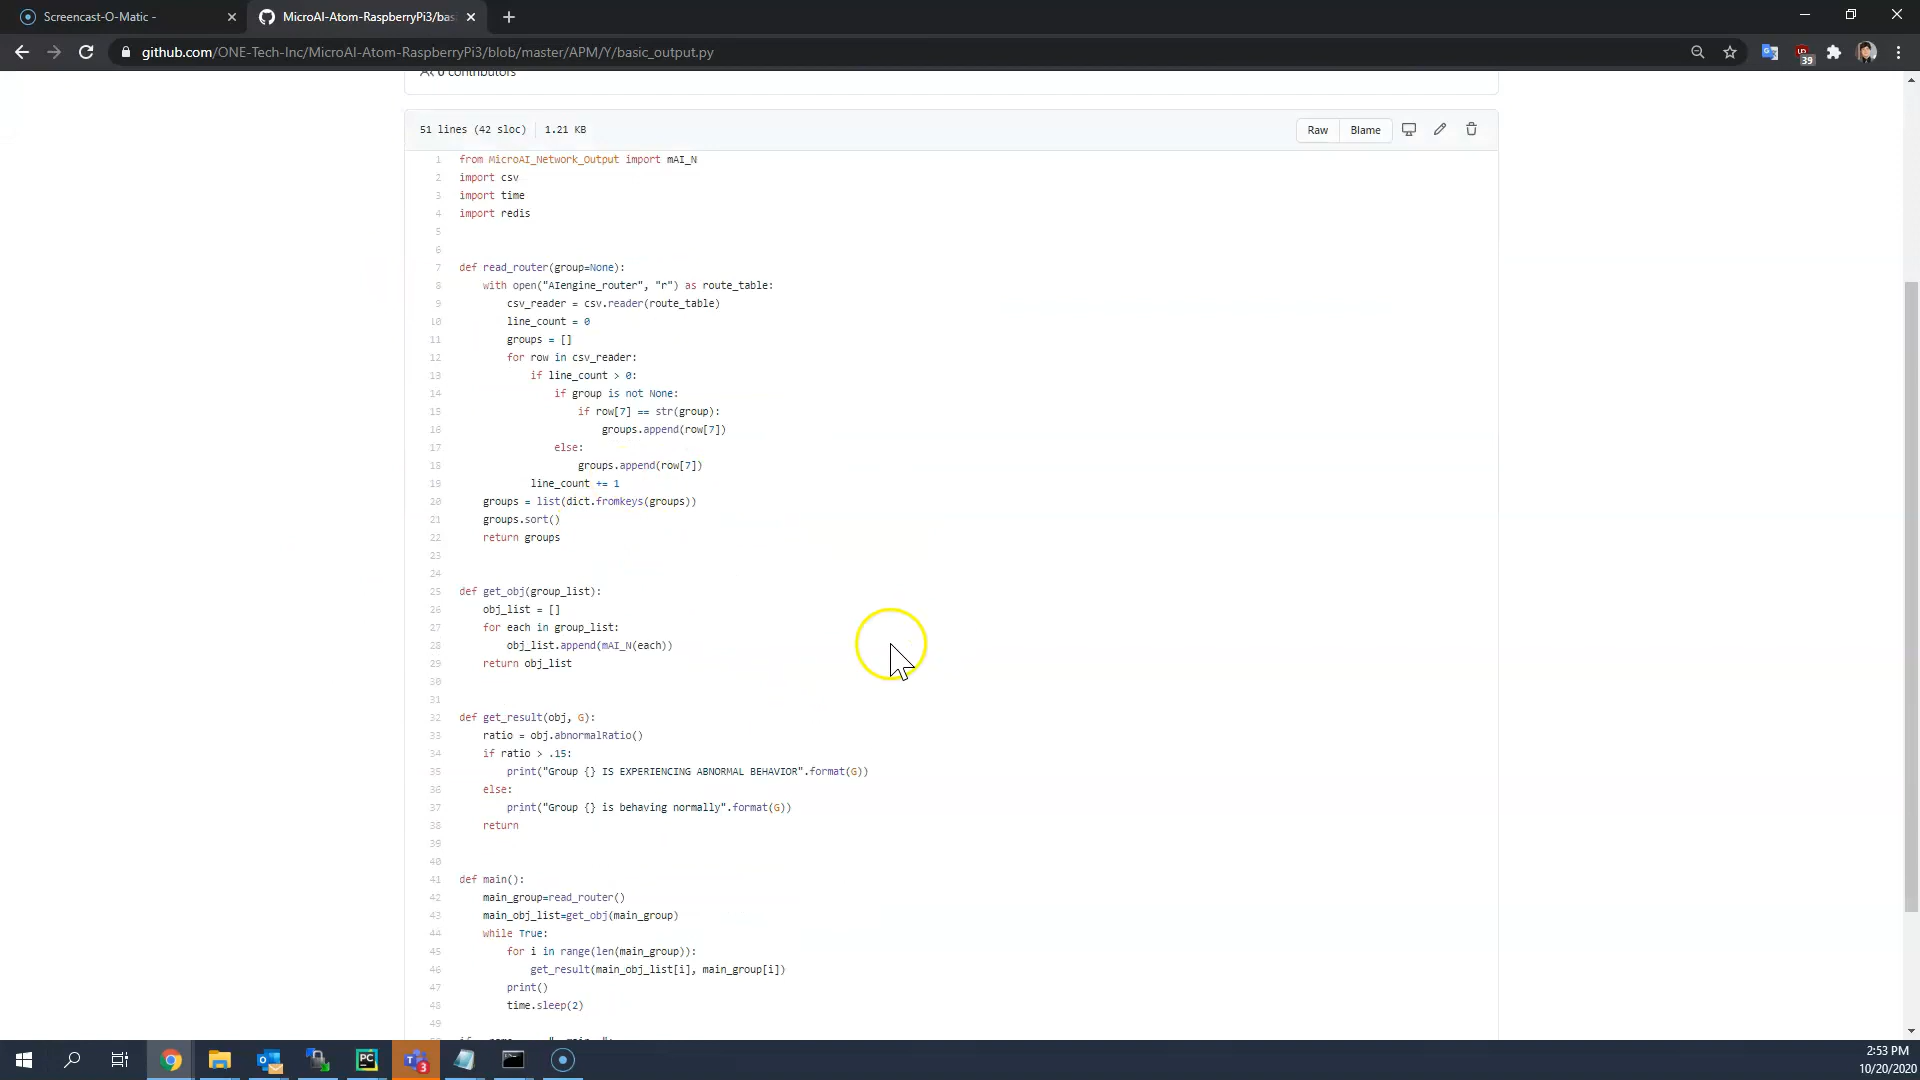 Screencast-O-Matic -
MicroAI-Atom-RaspberryPi3/bas
github.com/ONE-Tech-Inc/MicroAI-Atom-RaspberryPi3/blob/master/APM/Y/basic_output.py
39
contributors
51 lines (42 sloc) 1.21 KB
Raw Blame
1 from MicroAI_Network_Output import mAI_N
2 import csv
3 import time
4 import redis
5
6
7 def read_router(group=None):
8 with open("AIengine_router", "r") as route_table:
9 csv_reader = csv.reader(route_table)
10 line_count = 0
11 groups = []
12 for row in csv_reader:
13 if line_count > 0:
14 if group is not None:
15 if row[7] == str(group):
16 groups.append(row[7])
17 else:
18 groups.append(row[7])
19 line_count += 1
20 groups = list(dict.fromkeys(groups))
21 groups.sort()
22 return groups
23
24
25 def get_obj(group_list):
26 obj_list = []
27 for each in group_list:
28 obj_list.append(mAI_N(each))
29 return obj_list
30
31
32 def get_result(obj, G):
33 ratio = obj.abnormalRatio()
34 if ratio > .15:
35 print("Group {} IS EXPERIENCING ABNORMAL BEHAVIOR".format(G))
36 else:
37 print("Group {} is behaving normally".format(G))
38 return
39
40
41 def main():
42 main_group=read_router()
43 main_obj_list=get_obj(main_group)
44 while True:
45 for i in range(len(main_group)):
46 get_result(main_obj_list[i], main_group[i])
47 print()
48 time.sleep(2)
49
PC
3
2:53 PM
10/20/2020